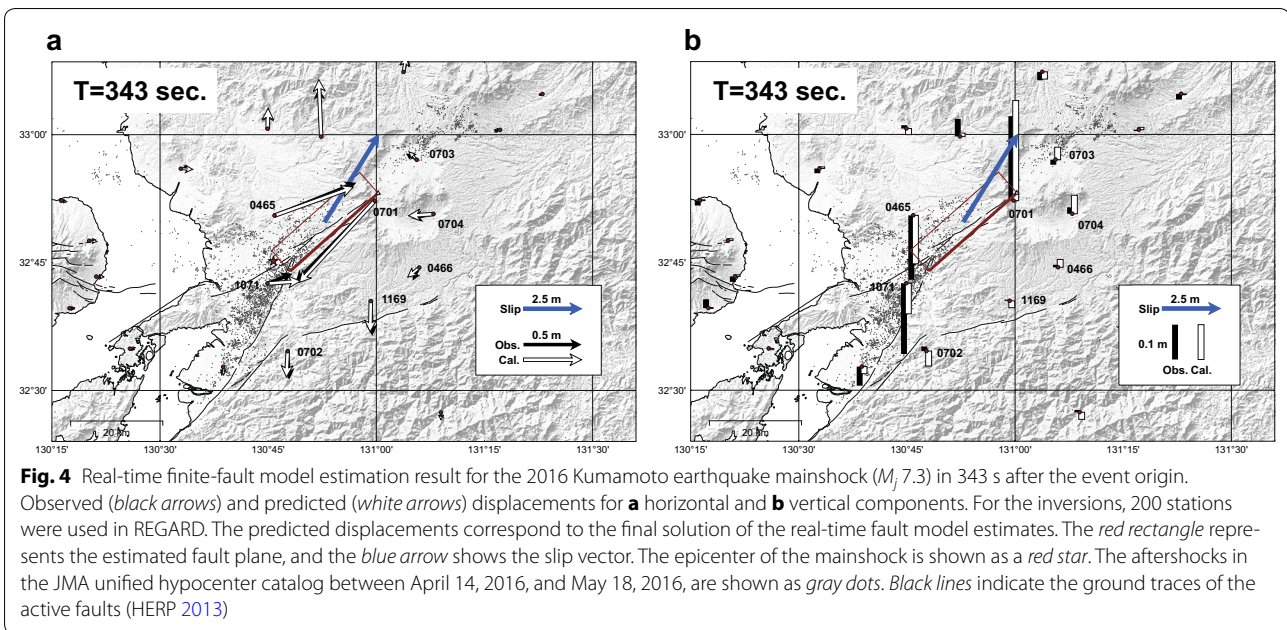 a
T=343 sec.
0703
0465
0701
0704
0466
1071
1169
0702
33°00'
32°45'
32°30'
20 km
130°15'
130°30'
130°45'
131°00'
131°15'
131°30'
2.5 m
Slip
0.5 m
Obs.
Cal.
b
T=343 sec.
0703
0465
0701
0704
0466
1071
1169
0702
33°00'
32°45'
32°30'
20 km
130°15'
130°30'
130°45'
131°00'
131°15'
131°30'
2.5 m
Slip
0.1 m
Obs. Cal.
Fig. 4 Real-time finite-fault model estimation result for the 2016 Kumamoto earthquake mainshock (Mj 7.3) in 343 s after the event origin.
Observed (black arrows) and predicted (white arrows) displacements for a horizontal and b vertical components. For the inversions, 200 stations
were used in REGARD. The predicted displacements correspond to the final solution of the real-time fault model estimates. The red rectangle repre-
sents the estimated fault plane, and the blue arrow shows the slip vector. The epicenter of the mainshock is shown as a red star. The aftershocks in
the JMA unified hypocenter catalog between April 14, 2016, and May 18, 2016, are shown as gray dots. Black lines indicate the ground traces of the
active faults (HERP 2013)